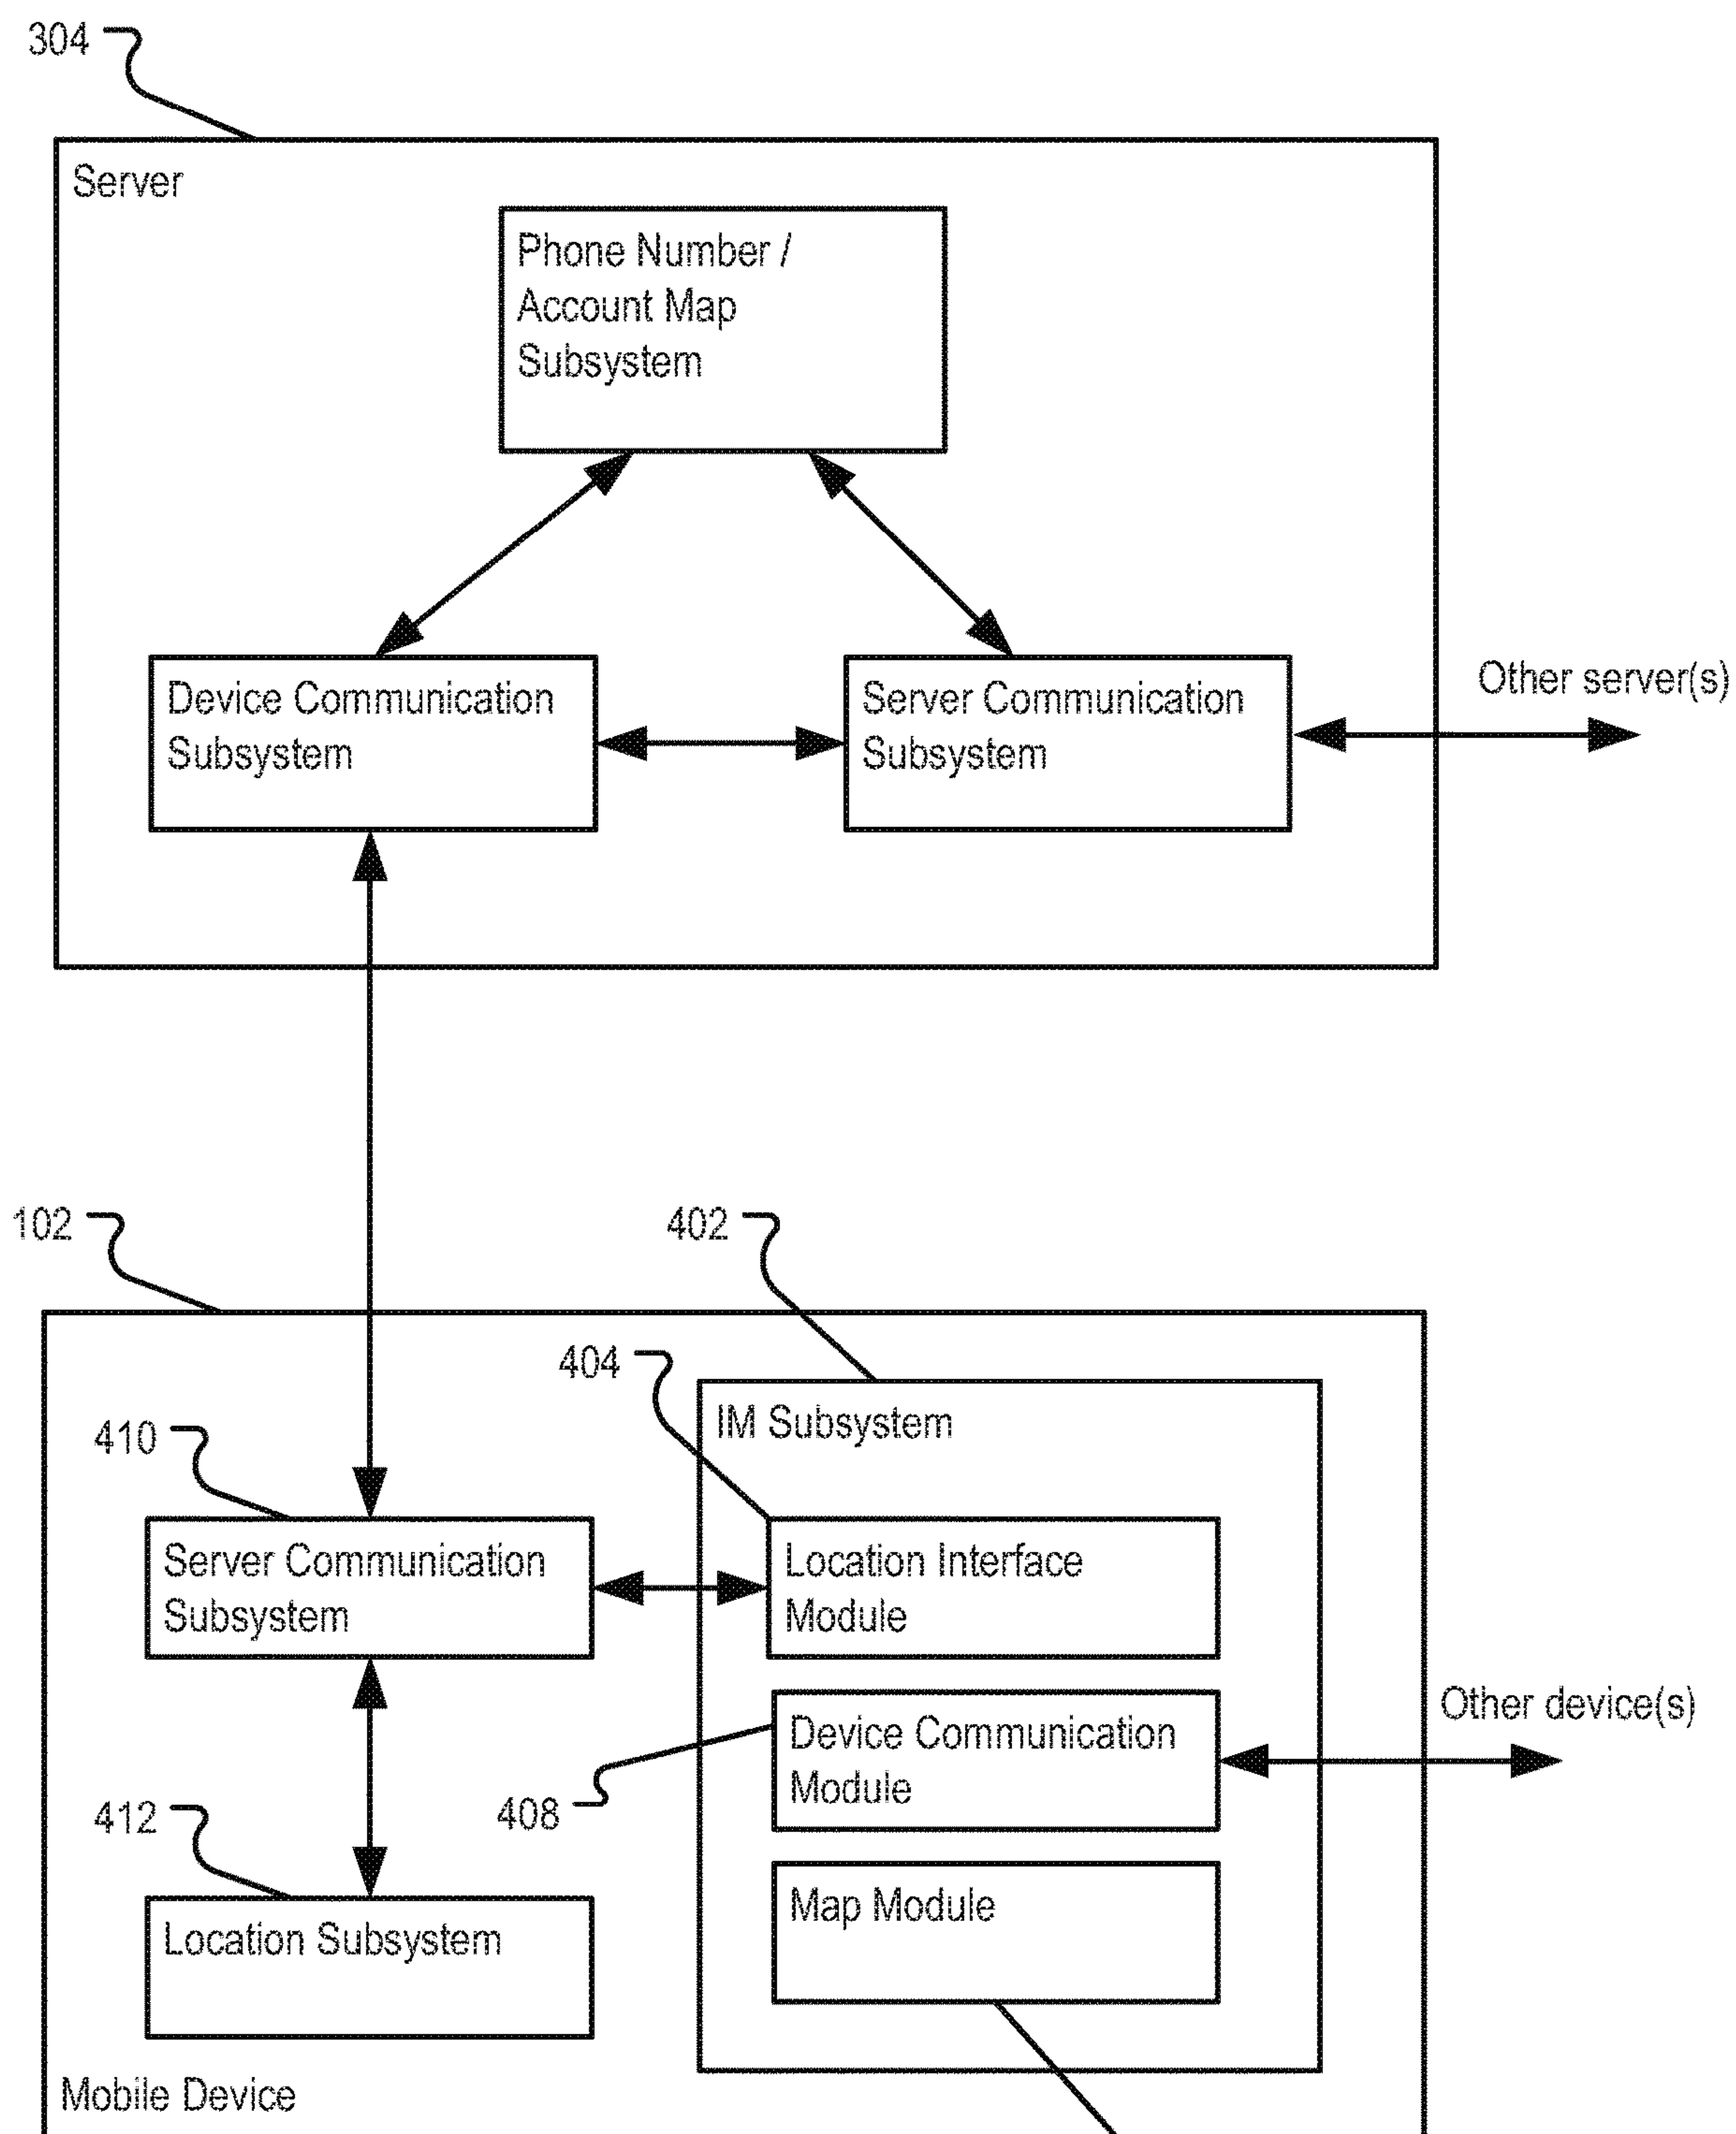 304
Server
Phone Number /
Account Map
Subsystem
Device Communication
Subsystem
Server Communication
Subsystem
Other server(s)
102
402
404
IM Subsystem
410
Server Communication
Subsystem
Location Interface
Module
Other device(s)
Device Communication
Module
412
408
Map Module
Location Subsystem
Mobile Device